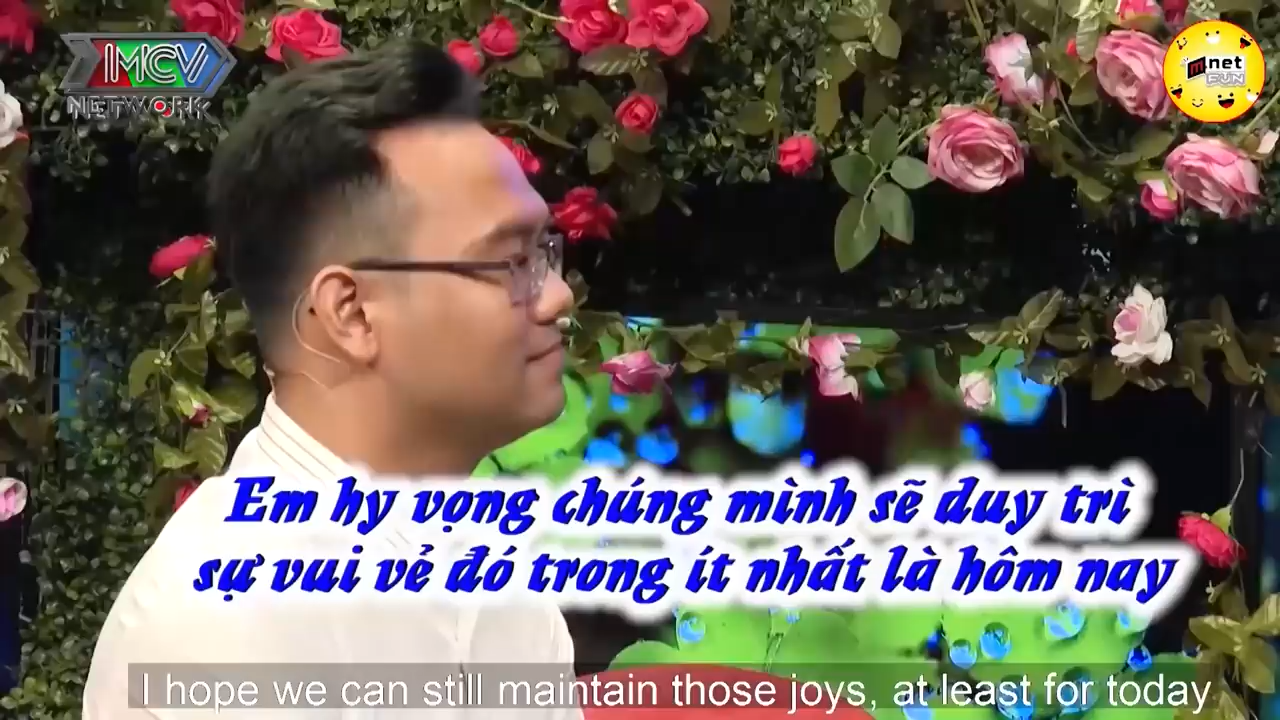 MCV
NETWORK
mnet
FUN
Em hy vọng chúng mình sẽ duy trì
sự vui vẻ đó trong ít nhất là hôm nay
I hope we can still maintain those joys, at least for today